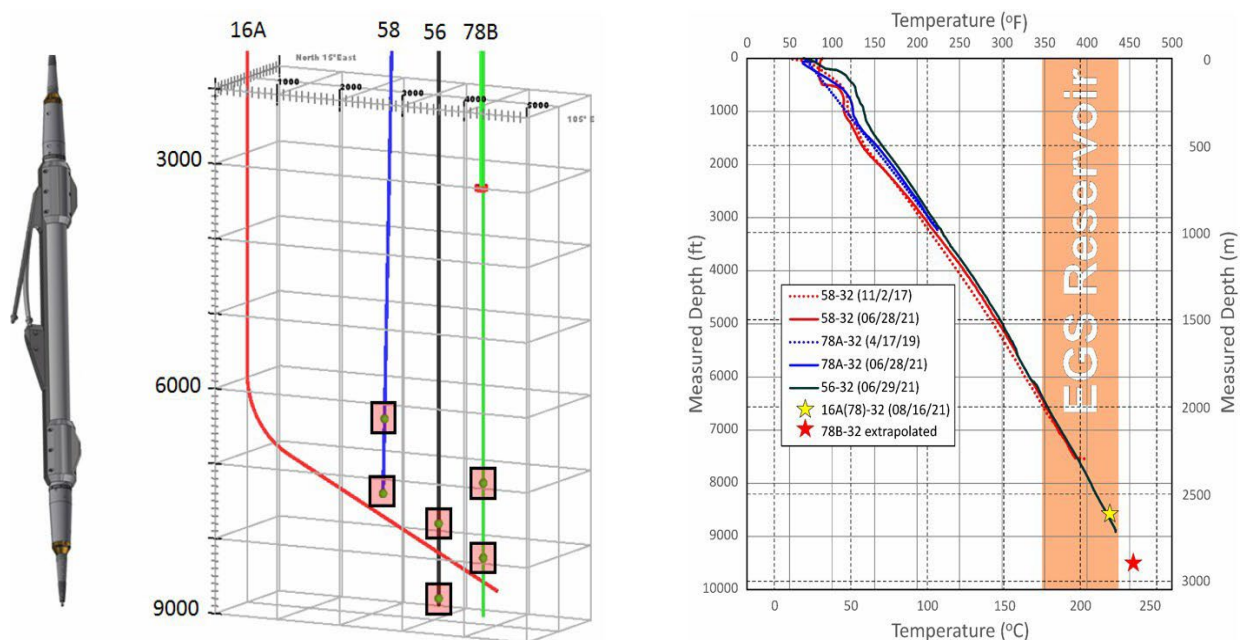 16A 58 56 78B
North 15°East
1000
2000
3000
4000
5000
105° E
3000
6000
9000
Temperature (°F)
0 50 100 150 200 250 300 350 400 450 500
Measured Depth (ft)
0
1000
2000
3000
4000
5000
6000
7000
8000
9000
10000
EGS Reservoir
58-32 (11/2/17)
58-32 (06/28/21)
78A-32 (4/17/19)
78A-32 (06/28/21)
56-32 (06/29/21)
16A(78)-32 (08/16/21)
78B-32 extrapolated
0
500
1000
1500
2000
2500
3000
Measured Depth (m)
0 50 100 150 200 250
Temperature (°C)